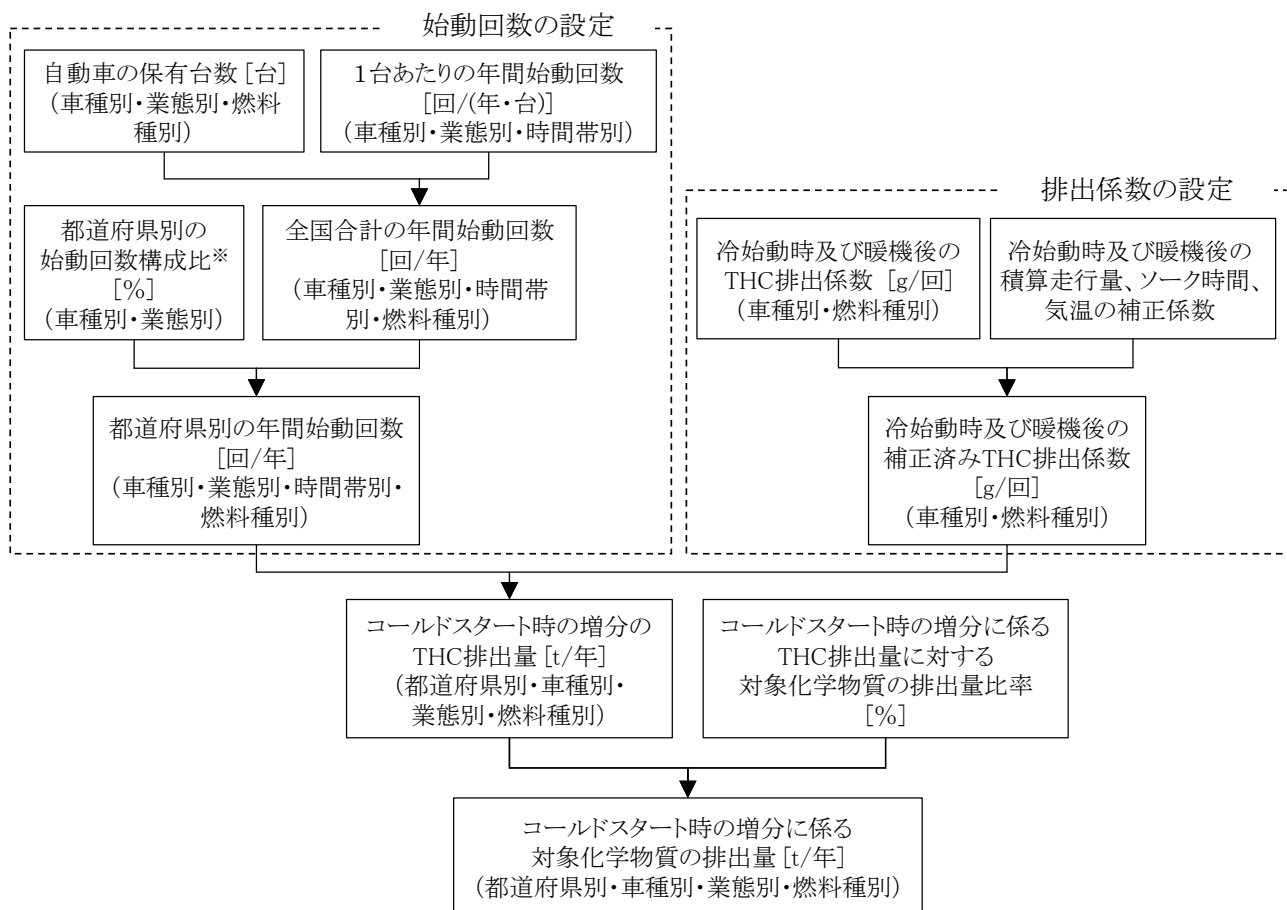 始動回数の設定
自動車の保有台数 [台]
(車種別・業態別・燃料
種別)
1台あたりの年間始動回数
[回/(年・台)]
(車種別・業態別・時間帯別)
都道府県別の
始動回数構成比※
[%]
(車種別・業態別)
全国合計の年間始動回数
[回/年]
(車種別・業態別・時間帯
別・燃料種別)
都道府県別の年間始動回数
[回/年]
(車種別・業態別・時間帯別・
燃料種別)
排出係数の設定
冷始動時及び暖機後の
THC排出係数 [g/回]
(車種別・燃料種別)
冷始動時及び暖機後の
積算走行量、ソーク時間、
気温の補正係数
冷始動時及び暖機後の
補正済みTHC排出係数
[g/回]
(車種別・燃料種別)
コールドスタート時の増分の
THC排出量 [t/年]
(都道府県別・車種別・
業態別・燃料種別)
コールドスタート時の増分に係る
THC排出量に対する
対象化学物質の排出量比率
[%]
コールドスタート時の増分に係る
対象化学物質の排出量 [t/年]
(都道府県別・車種別・業態別・燃料種別)